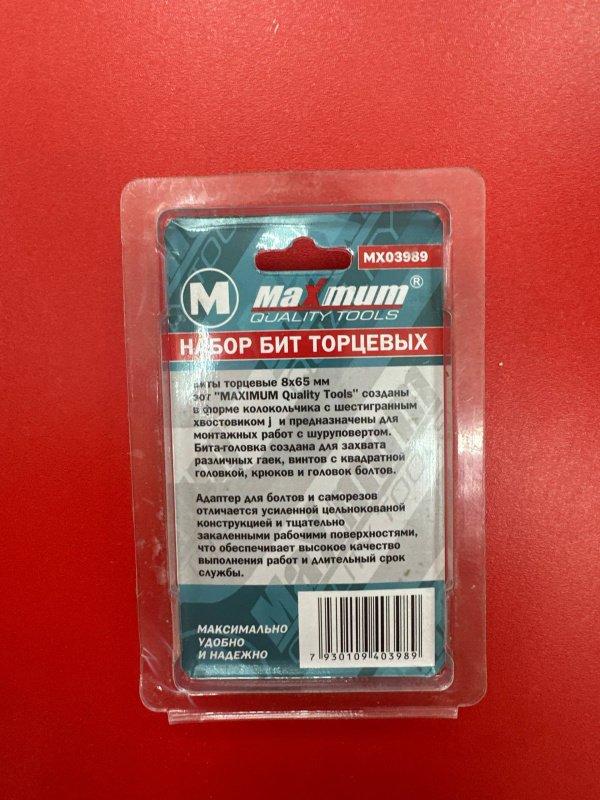 MX03989
M
MaXimum®
QUALITY TOOLS
НАБОР БИТ ТОРЦЕВЫХ
Биты торцевые 8х65 мм
от "MAXIMUM Quality Tools" созданы
в форме колокольчика с шестигранным
хвостовиком j и предназначены для
монтажных работ с шуруповертом.
Бита-головка создана для захвата
различных гаек, винтов с квадратной
головкой, крюков и головок болтов.
Адаптер для болтов и саморезов
отличается усиленной цельнокованой
конструкцией и тщательно
закаленными рабочими поверхностями,
что обеспечивает высокое качество
выполнения работ и длительный срок
службы.
МАКСИМАЛЬНО
УДОБНО
И НАДЕЖНО
7 930109 403989